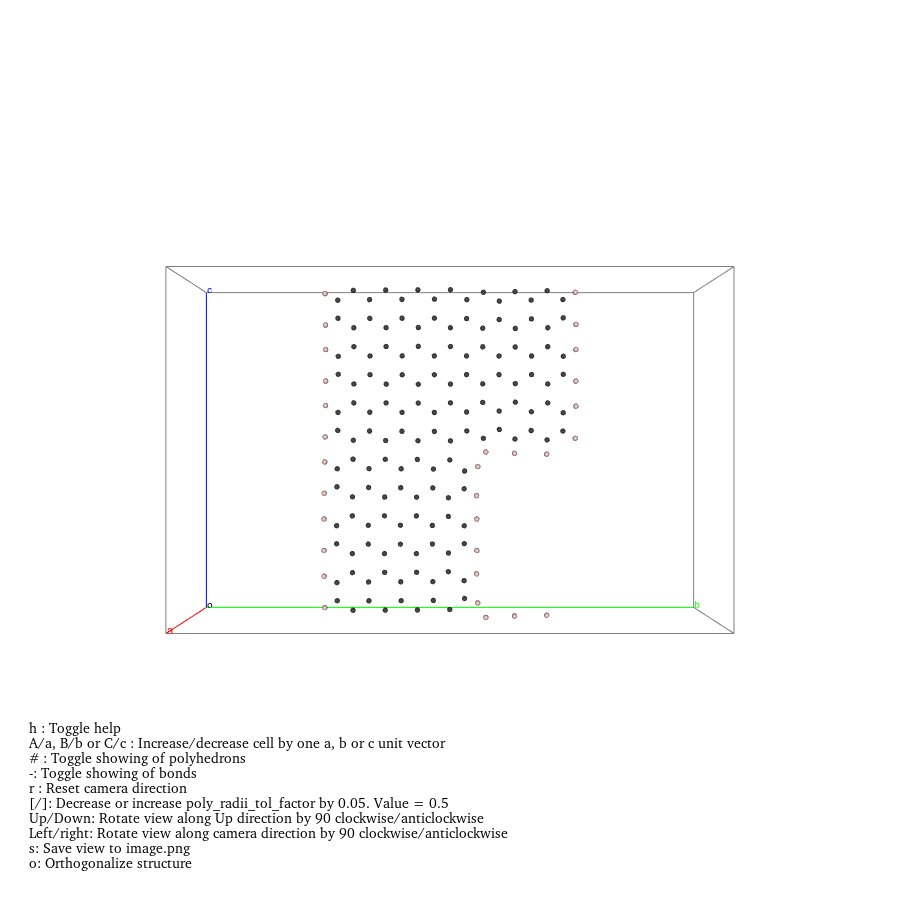 c
o
b
a
h : Toggle help
A/a, B/b or C/c : Increase/decrease cell by one a, b or c unit vector
# : Toggle showing of polyhedrons
-: Toggle showing of bonds
r : Reset camera direction
[/]: Decrease or increase poly_radii_tol_factor by 0.05. Value = 0.5
Up/Down: Rotate view along Up direction by 90 clockwise/anticlockwise
Left/right: Rotate view along camera direction by 90 clockwise/anticlockwise
s: Save view to image.png
o: Orthogonalize structure